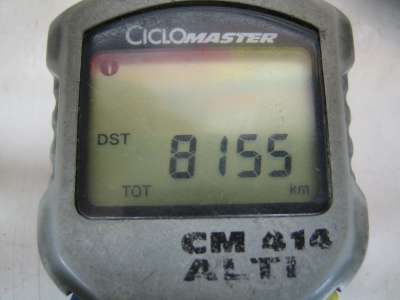 CICLOMASTER
DST
8155
TOT km
CM 414
ALTI